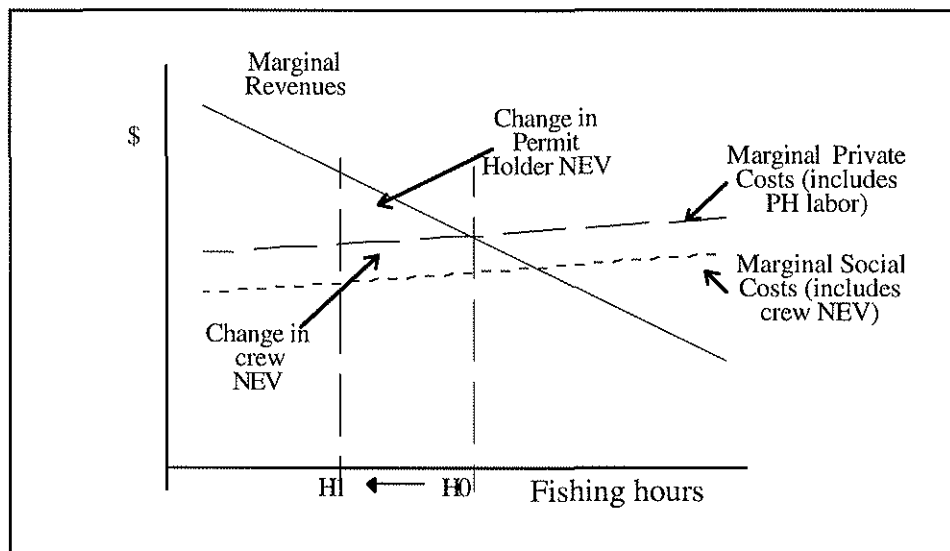 Marginal
Revenues
$
Change in
Permit
Holder NEV
Marginal Private
Costs (includes
PH labor)
Marginal Social
Costs (includes
crew NEV)
Change in
crew
NEV
H1
H0
Fishing hours